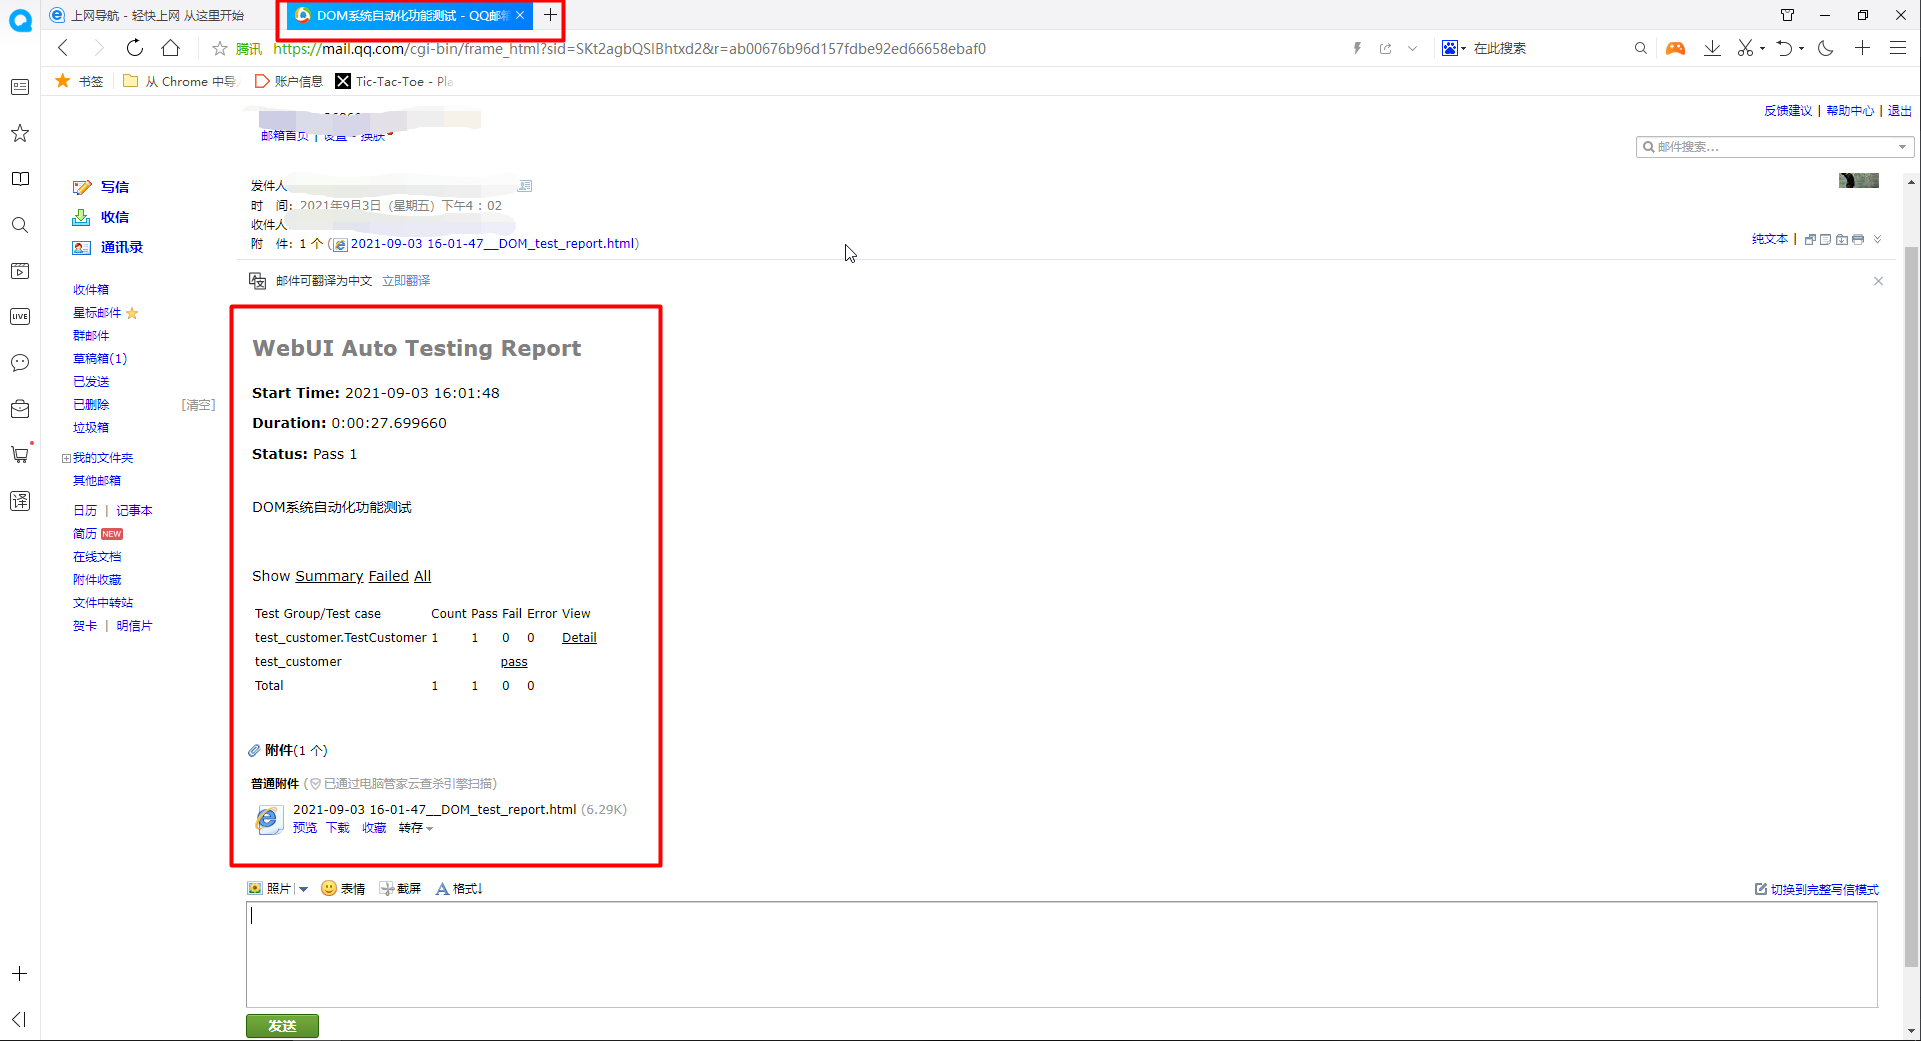 上网导航 - 轻快上网 从这里开始
DOM系统自动化功能测试 - QQ邮
腾讯 https://mail.qq.com/cgi-bin/frame_html?sid=SKt2agbQSlBhtxd2&r=ab00676b96d157fdbe92ed66658ebaf0
在此搜索
书签
从 Chrome 中导
账户信息
Tic-Tac-Toe - Pla
反馈建议 | 帮助中心 | 退出
邮箱首页 | 设置 - 换肤
邮件搜索...
写信
收信
通讯录
收件箱
星标邮件
群邮件
草稿箱(1)
已发送
已删除 [清空]
垃圾箱
我的文件夹
其他邮箱
日历 | 记事本
简历 NEW
在线文档
附件收藏
文件中转站
贺卡 | 明信片
LIVE
译
发件人
时 间: 2021年9月3日 (星期五) 下午4 : 02
收件人
附 件: 1 个 (2021-09-03 16-01-47__DOM_test_report.html)
纯文本 |
邮件可翻译为中文 立即翻译
WebUI Auto Testing Report
Start Time: 2021-09-03 16:01:48
Duration: 0:00:27.699660
Status: Pass 1
DOM系统自动化功能测试
Show Summary Failed All
Test Group/Test case Count Pass Fail Error View
test_customer.TestCustomer 1 1 0 0 Detail
test_customer pass
Total 1 1 0 0
附件(1 个)
普通附件 (已通过电脑管家云查杀引擎扫描)
2021-09-03 16-01-47__DOM_test_report.html (6.29K)
预览 下载 收藏 转存
照片 | 表情 截屏 格式↓
切换到完整写信模式
发送